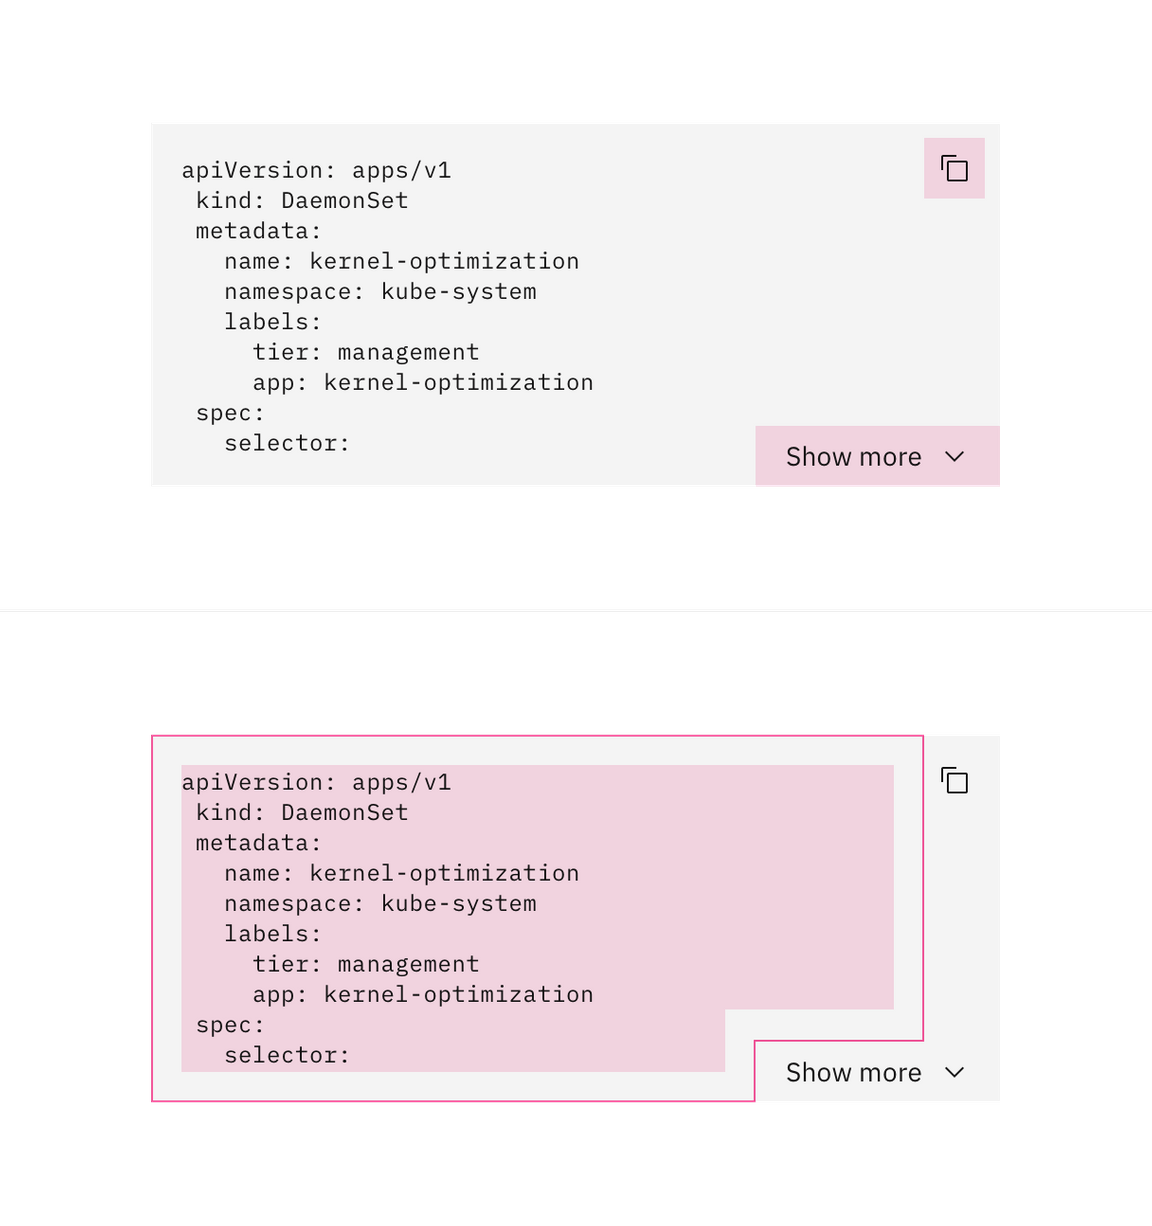 apiVersion: apps/v1
 kind: DaemonSet
 metadata:
   name: kernel-optimization
   namespace: kube-system
   labels:
     tier: management
     app: kernel-optimization
 spec:
   selector:
Show more
apiVersion: apps/v1
 kind: DaemonSet
 metadata:
   name: kernel-optimization
   namespace: kube-system
   labels:
     tier: management
     app: kernel-optimization
 spec:
   selector:
Show more